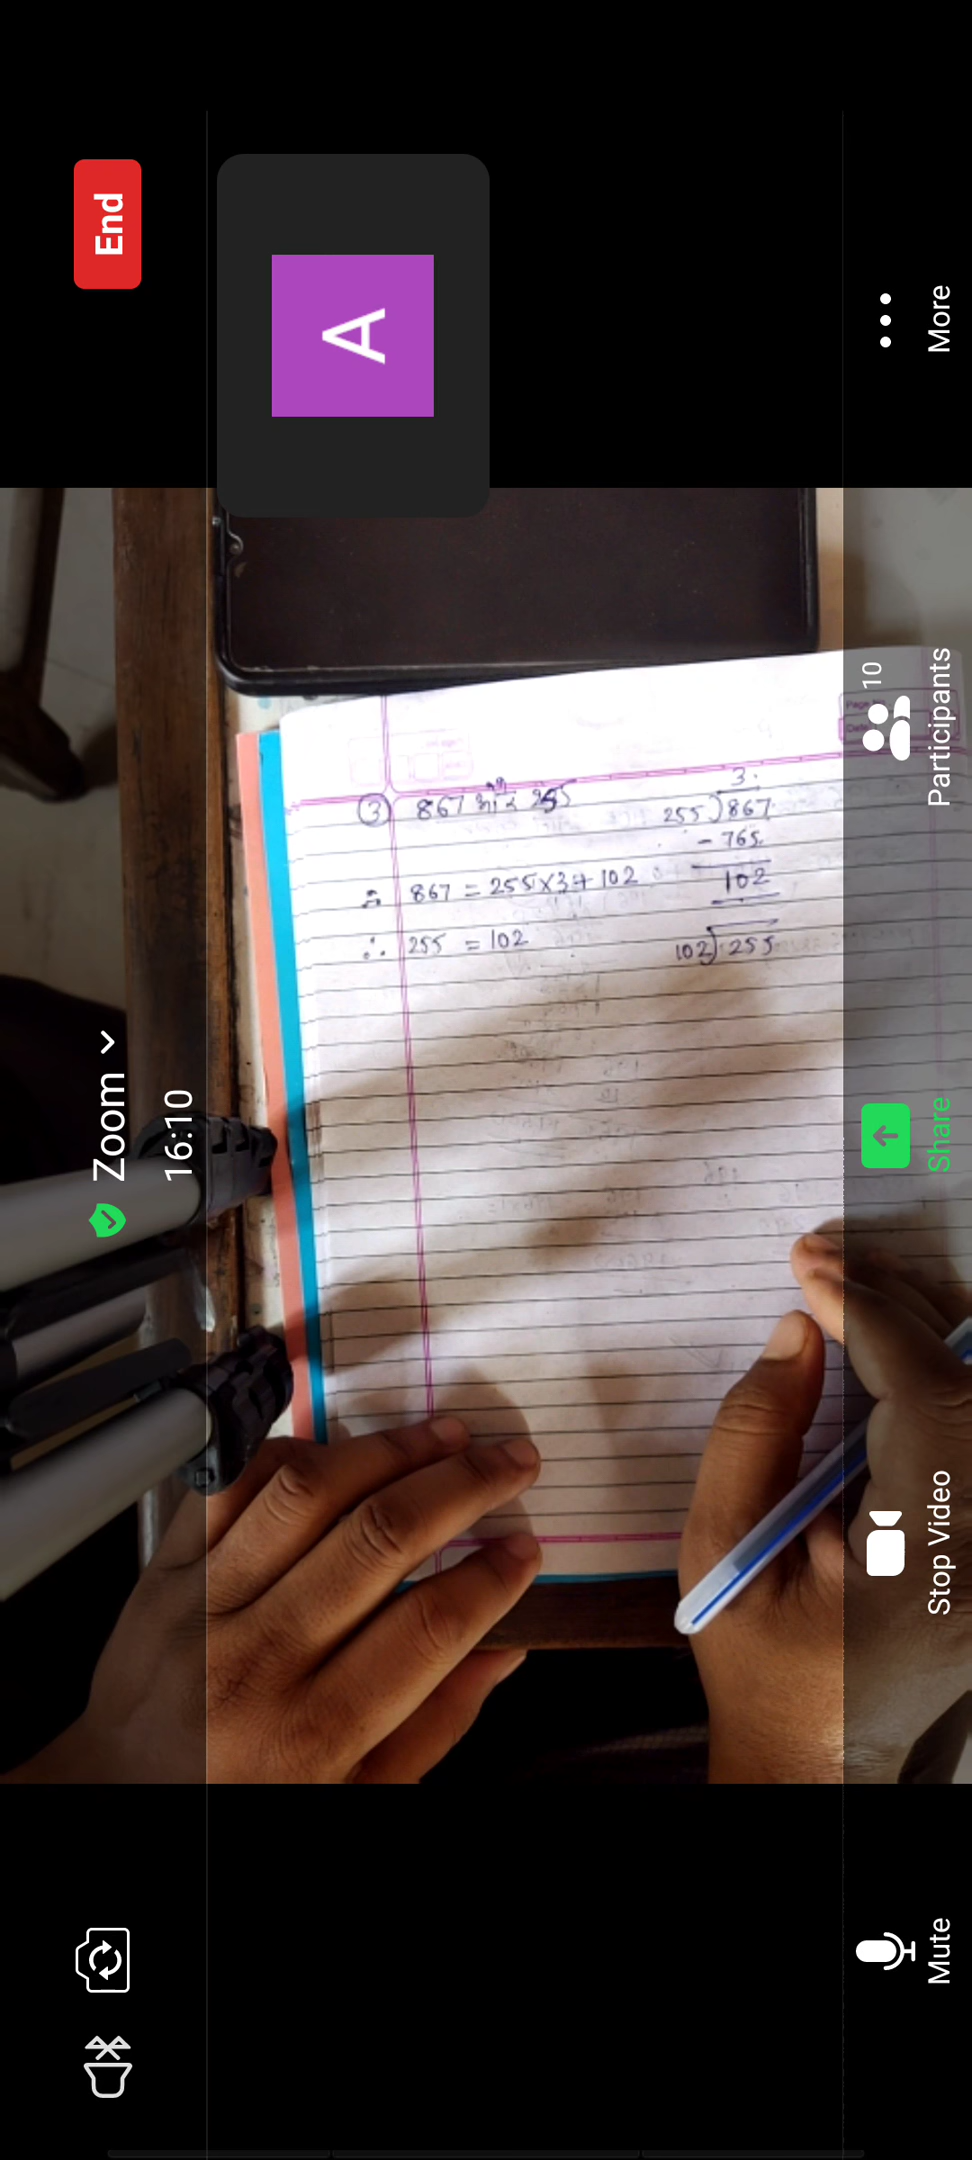 End
A
More
Zoom
16:10
③ 867 और 255
3
255)867
- 765
102
∴ 867 = 255×3+102
∴ 255 = 102
102)255
10
Participants
Share
Stop Video
Mute